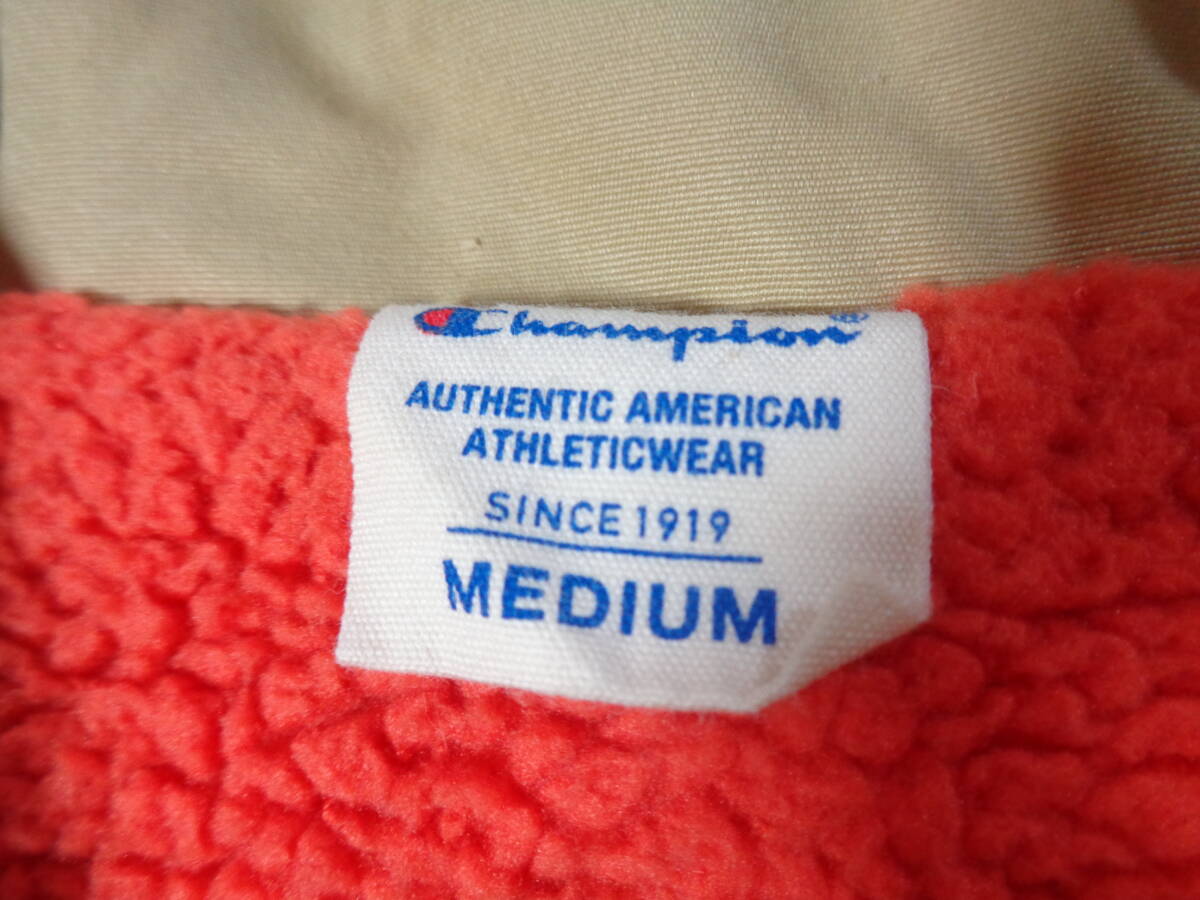 Champion®
AUTHENTIC AMERICAN
ATHLETICWEAR
SINCE 1919
MEDIUM